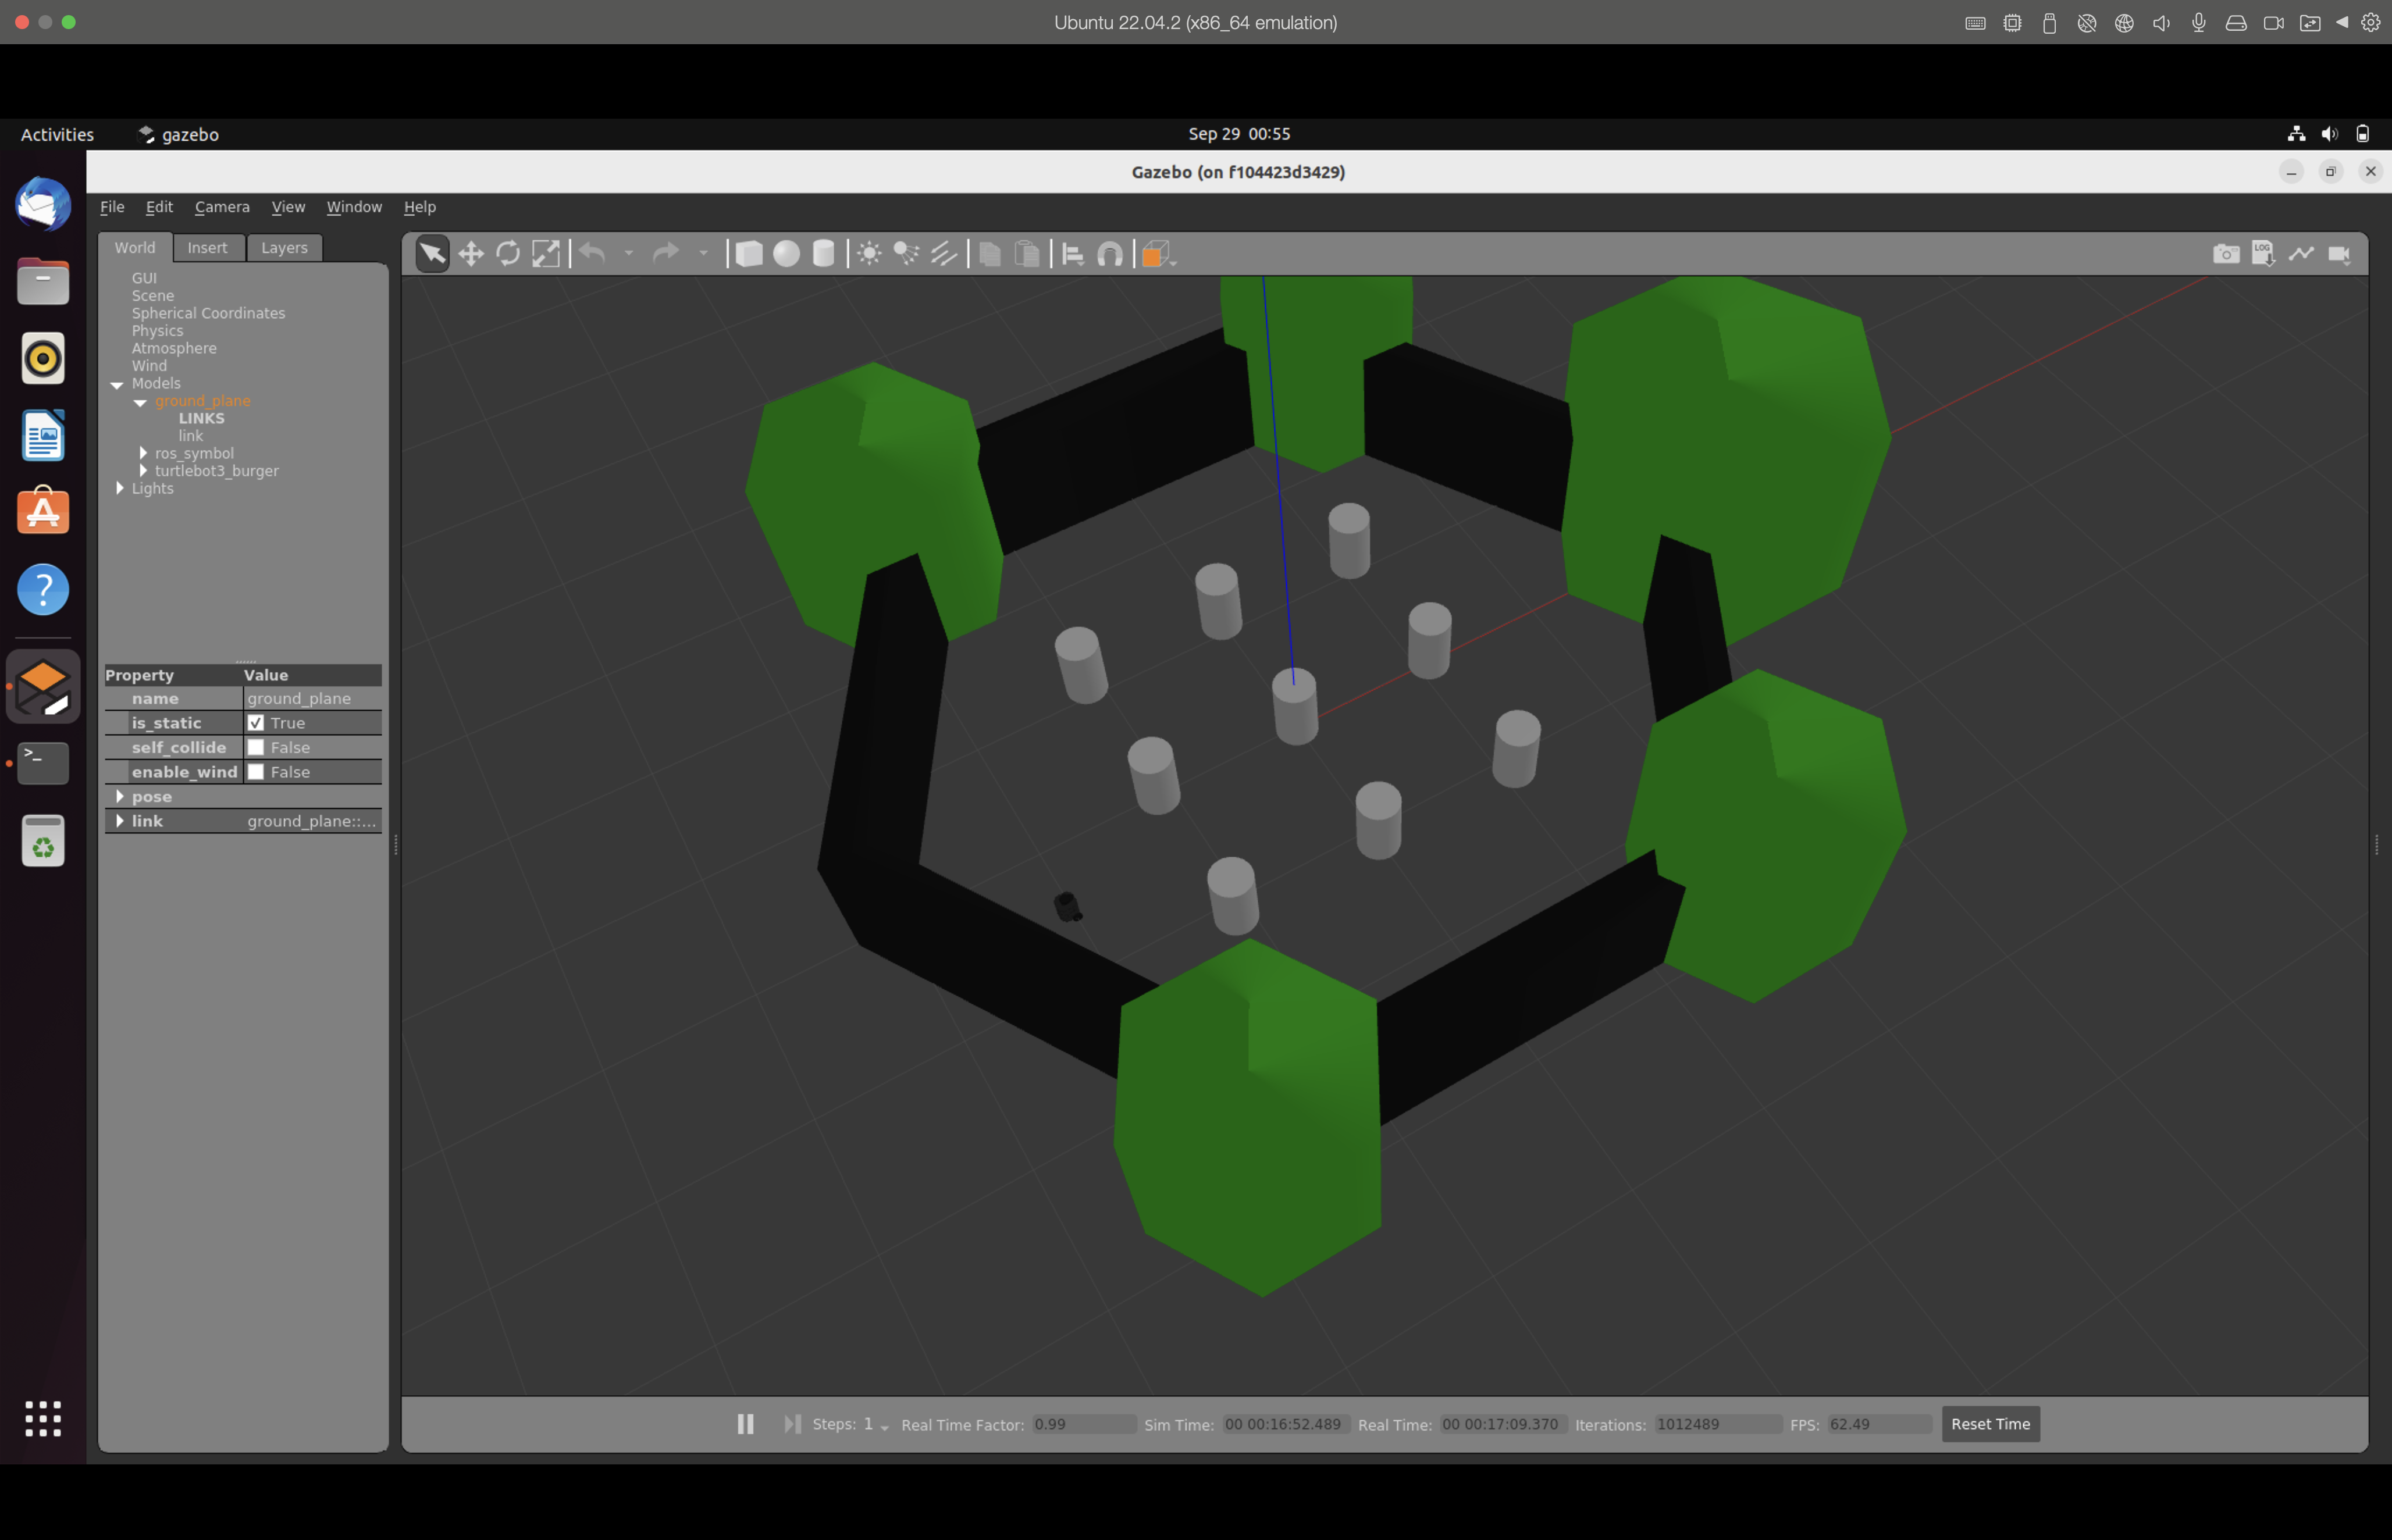 Ubuntu 22.04.2 (x86_64 emulation)
Activities gazebo Sep 29 00:55
Gazebo (on f104423d3429)
File Edit Camera View Window Help
World Insert Layers
LOG
GUI
Scene
Spherical Coordinates
Physics
Atmosphere
Wind
Models
ground_plane
LINKS
link
ros_symbol
turtlebot3_burger
Lights
Property Value
name ground_plane
is_static True
self_collide False
enable_wind False
pose
link ground_plane::...
Steps: 1 Real Time Factor: 0.99 Sim Time: 00 00:16:52.489 Real Time: 00 00:17:09.370 Iterations: 1012489 FPS: 62.49 Reset Time